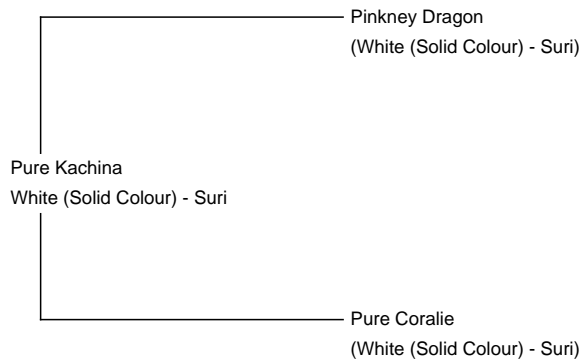 Pinkney Dragon
(White (Solid Colour) - Suri)
Pure Kachina
White (Solid Colour) - Suri
Pure Coralie
(White (Solid Colour) - Suri)